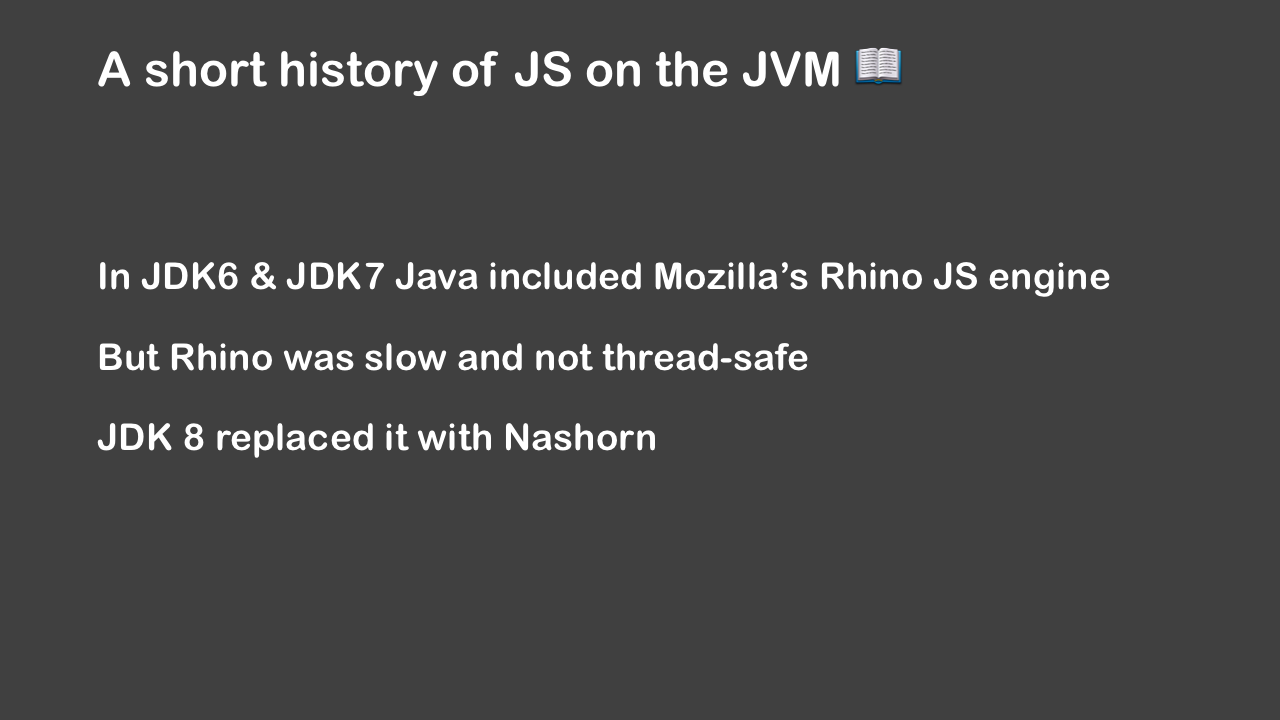 A short history of JS on the JVM 📖
In JDK6 & JDK7 Java included Mozilla’s Rhino JS engine
But Rhino was slow and not thread-safe
JDK 8 replaced it with Nashorn